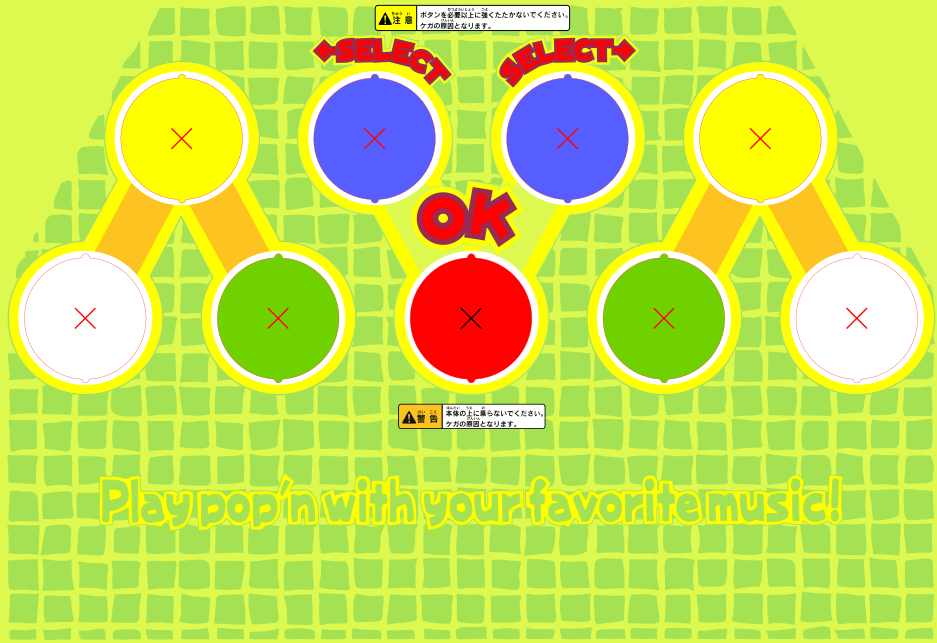 注意
ボタンを必要以上に強くたたかないでください。
ケガの原因となります。
SELECT
SELECT
OK
警告
本体の上に乗らないでください。
ケガの原因となります。
Play pop'n with your favorite music!